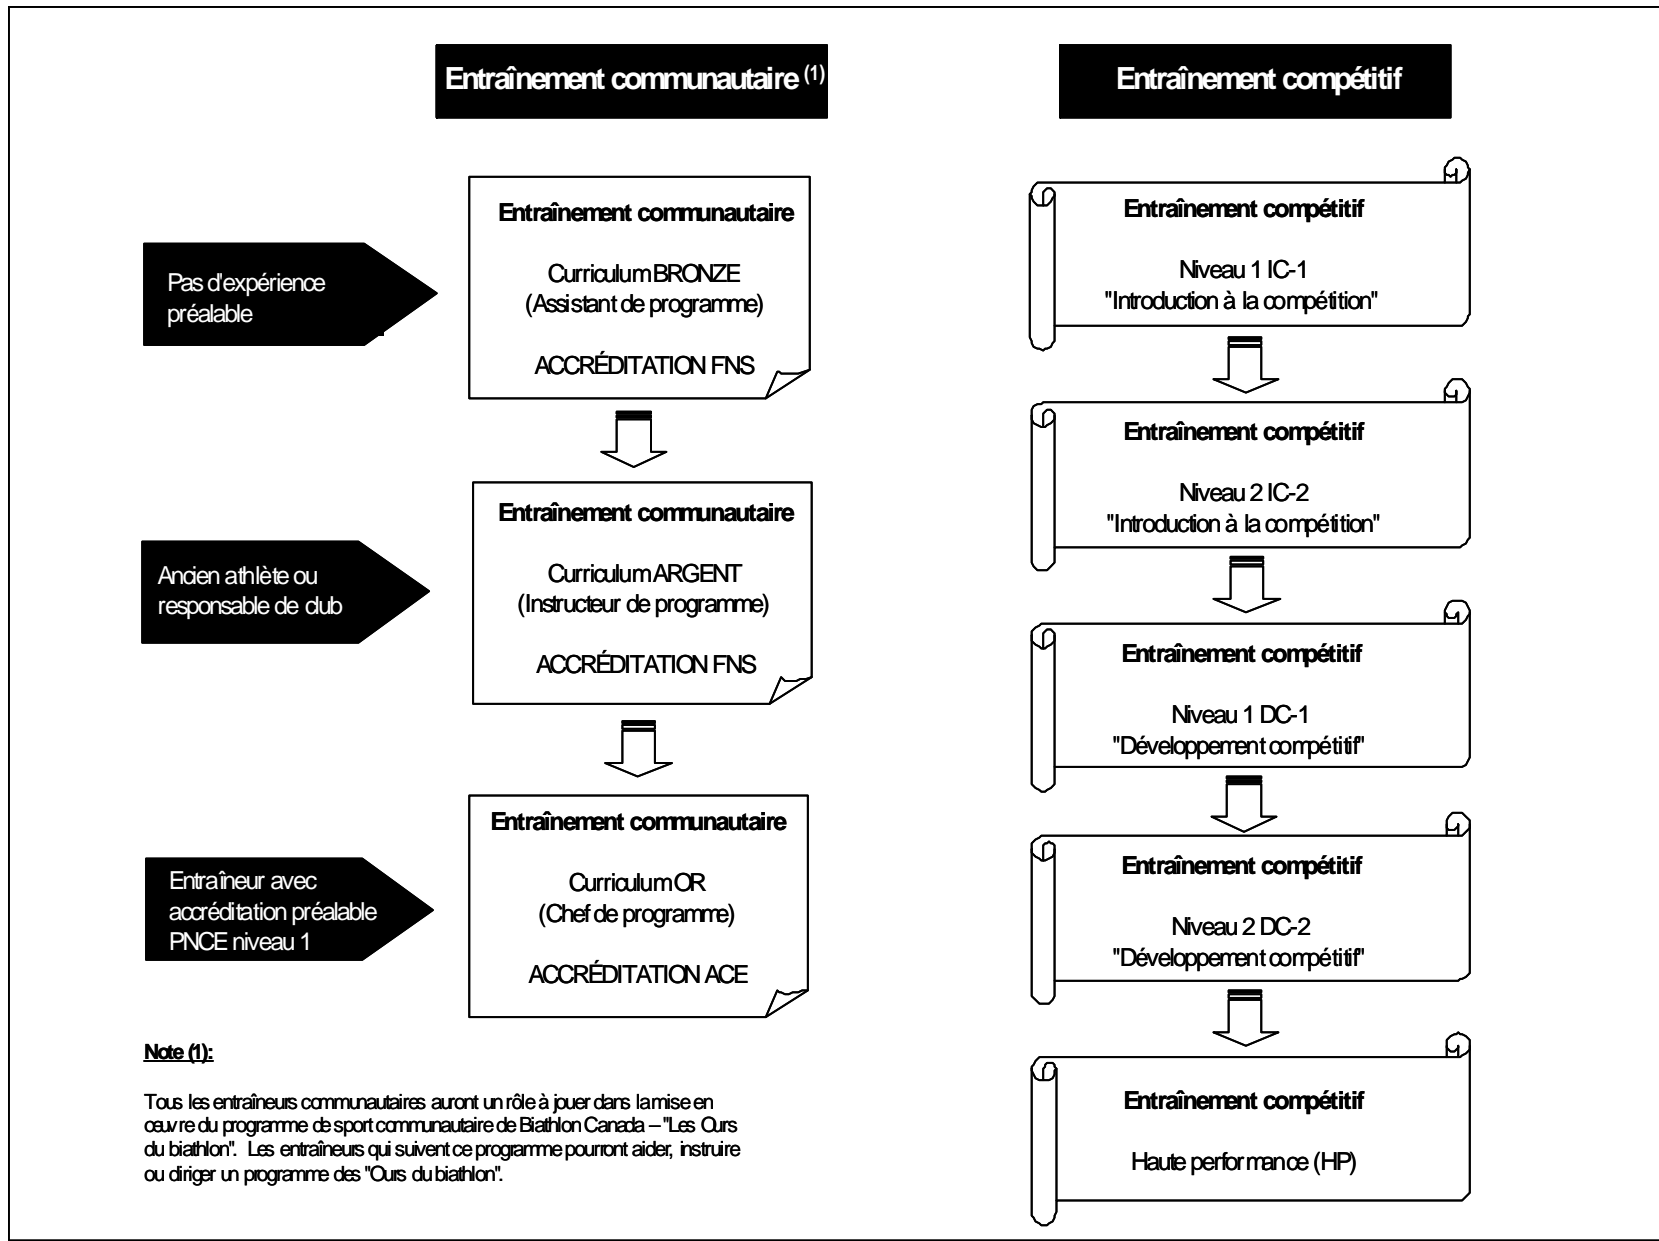 Entraînement communautaire (1)
Pas d'expérience
préalable
Entraînement communautaire
Curriculum BRONZE
(Assistant de programme)
ACCRÉDITATION FNS
Ancien athlète ou
responsable de club
Entraînement communautaire
Curriculum ARGENT
(Instructeur de programme)
ACCRÉDITATION FNS
Entraîneur avec
accréditation préalable
PNCE niveau 1
Entraînement communautaire
Curriculum OR
(Chef de programme)
ACCRÉDITATION ACE
Note (1):
Tous les entraîneurs communautaires auront un rôle à jouer dans la mise en
œuvre du programme de sport communautaire de Biathlon Canada – "Les Ours
du biathlon". Les entraîneurs qui suivent ce programme pourront aider, instruire
ou diriger un programme des "Ours du biathlon".
Entraînement compétitif
Entraînement compétitif
Niveau 1 IC-1
"Introduction à la compétition"
Entraînement compétitif
Niveau 2 IC-2
"Introduction à la compétition"
Entraînement compétitif
Niveau 1 DC-1
"Développement compétitif"
Entraînement compétitif
Niveau 2 DC-2
"Développement compétitif"
Entraînement compétitif
Haute performance (HP)